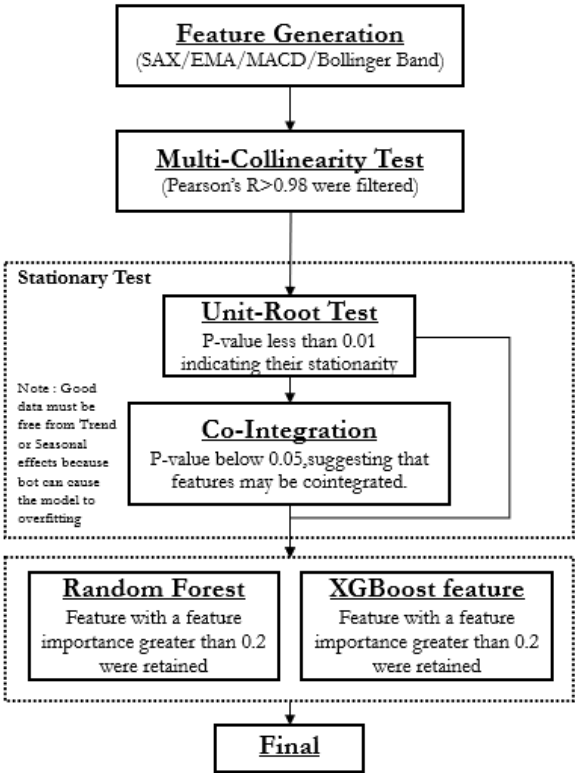 Feature Generation
(SAX/EMA/MACD/Bollinger Band)
Multi-Collinearity Test
(Pearson's R>0.98 were filtered)
Stationary Test
Unit-Root Test
P-value less than 0.01
indicating their stationarity
Note : Good
data must be
free from Trend
or Seasonal
effects because
bot can cause
the model to
overfitting
Co-Integration
P-value below 0.05,suggesting that
features may be cointegrated.
Random Forest
Feature with a feature
importance greater than 0.2
were retained
XGBoost feature
Feature with a feature
importance greater than 0.2
were retained
Final